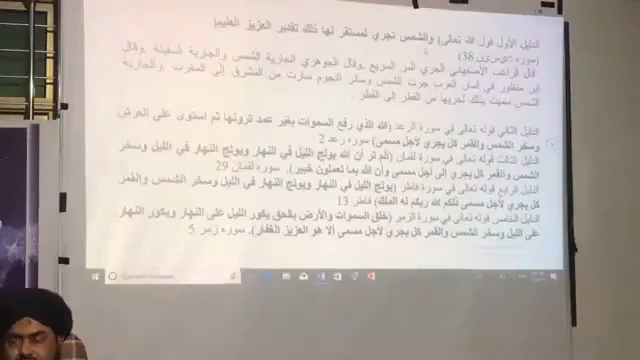 الدليل الأول قول الله تعالى) والشمس تجري لمستقر لها ذلك تقدير العزيز العليم(
(سورة يس 38)
قال الراغب الأصفهاني الجري المر السريع وقال الجوهري الجارية الشمس والجارية السفينة وقال
ابن منظور في لسان العرب جرت الشمس وسائر النجوم سارت من المشرق إلى المغرب والجارية
الشمس سميت بذلك لجريها من القطر إلى القطر .
الدليل الثاني قوله تعالى في سورة الرعد (الله الذي رفع السموات بغير عمد ترونها ثم استوى على العرش
وسخر الشمس والقمر كل يجري لأجل مسمى) سورة رعد 2
الدليل الثالث قوله تعالى في سورة لقمان (ألم تر أن الله يولج الليل في النهار ويولج النهار في الليل وسخر
الشمس والقمر كل يجري إلى أجل مسمى وأن الله بما تعملون خبير). سورة لقمان 29
الدليل الرابع قوله تعالى في سورة فاطر (يولج الليل في النهار ويولج النهار في الليل وسخر الشمس والقمر
كل يجري لأجل مسمى ذلكم الله ربكم له الملك) فاطر 13
الدليل الخامس قوله تعالى في سورة الزمر (خلق السموات والأرض بالحق يكور الليل على النهار ويكور النهار
على الليل وسخر الشمس والقمر كل يجري لأجل مسمى ألا هو العزيز الغفار). سورة زمر 5